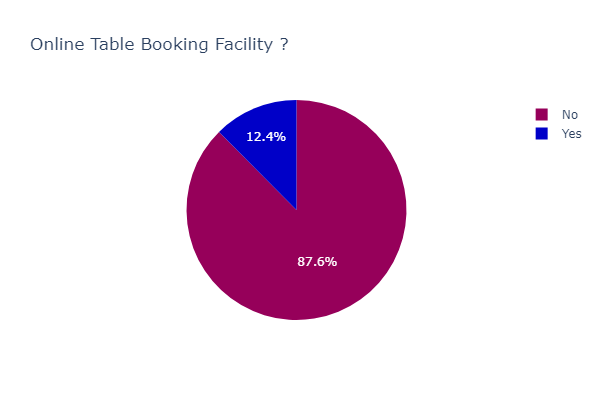 Online Table Booking Facility ?
No
Yes
12.4%
87.6%